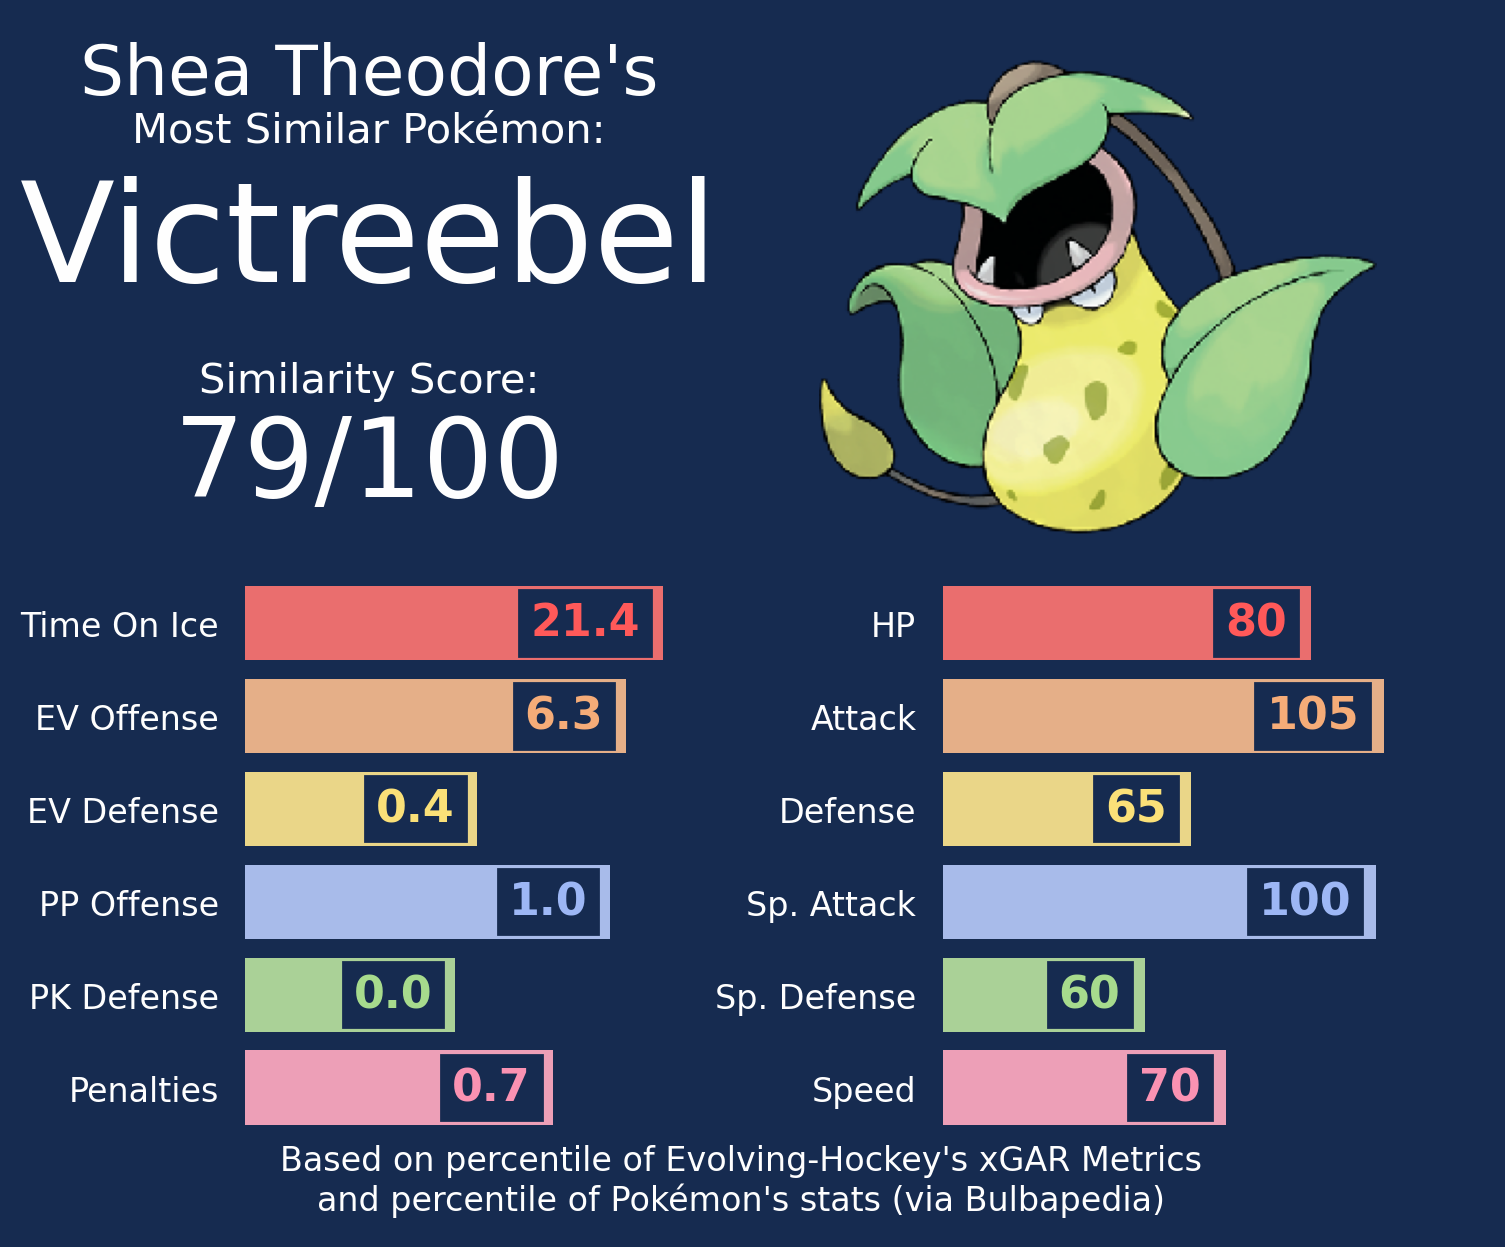 Shea Theodore's
Most Similar Pokémon:
Victreebel
Similarity Score:
79/100
Time On Ice 21.4
EV Offense 6.3
EV Defense 0.4
PP Offense 1.0
PK Defense 0.0
Penalties 0.7
HP 80
Attack 105
Defense 65
Sp. Attack 100
Sp. Defense 60
Speed 70
Based on percentile of Evolving-Hockey's xGAR Metrics
and percentile of Pokémon's stats (via Bulbapedia)